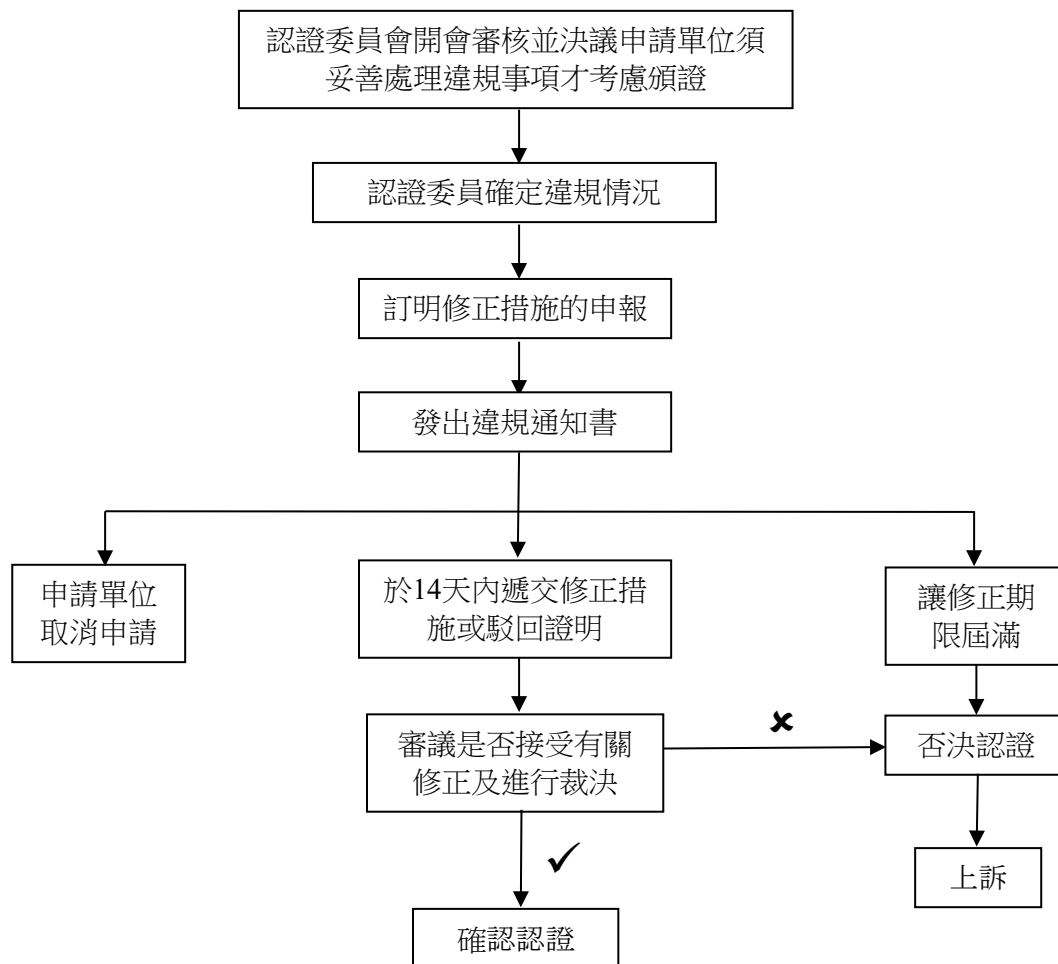 認證委員會開會審核並決議申請單位須
妥善處理違規事項才考慮頒證
認證委員確定違規情況
訂明修正措施的申報
發出違規通知書
申請單位
取消申請
於14天內遞交修正措
施或駁回證明
讓修正期
限屆滿
審議是否接受有關
修正及進行裁決
否決認證
上訴
確認認證